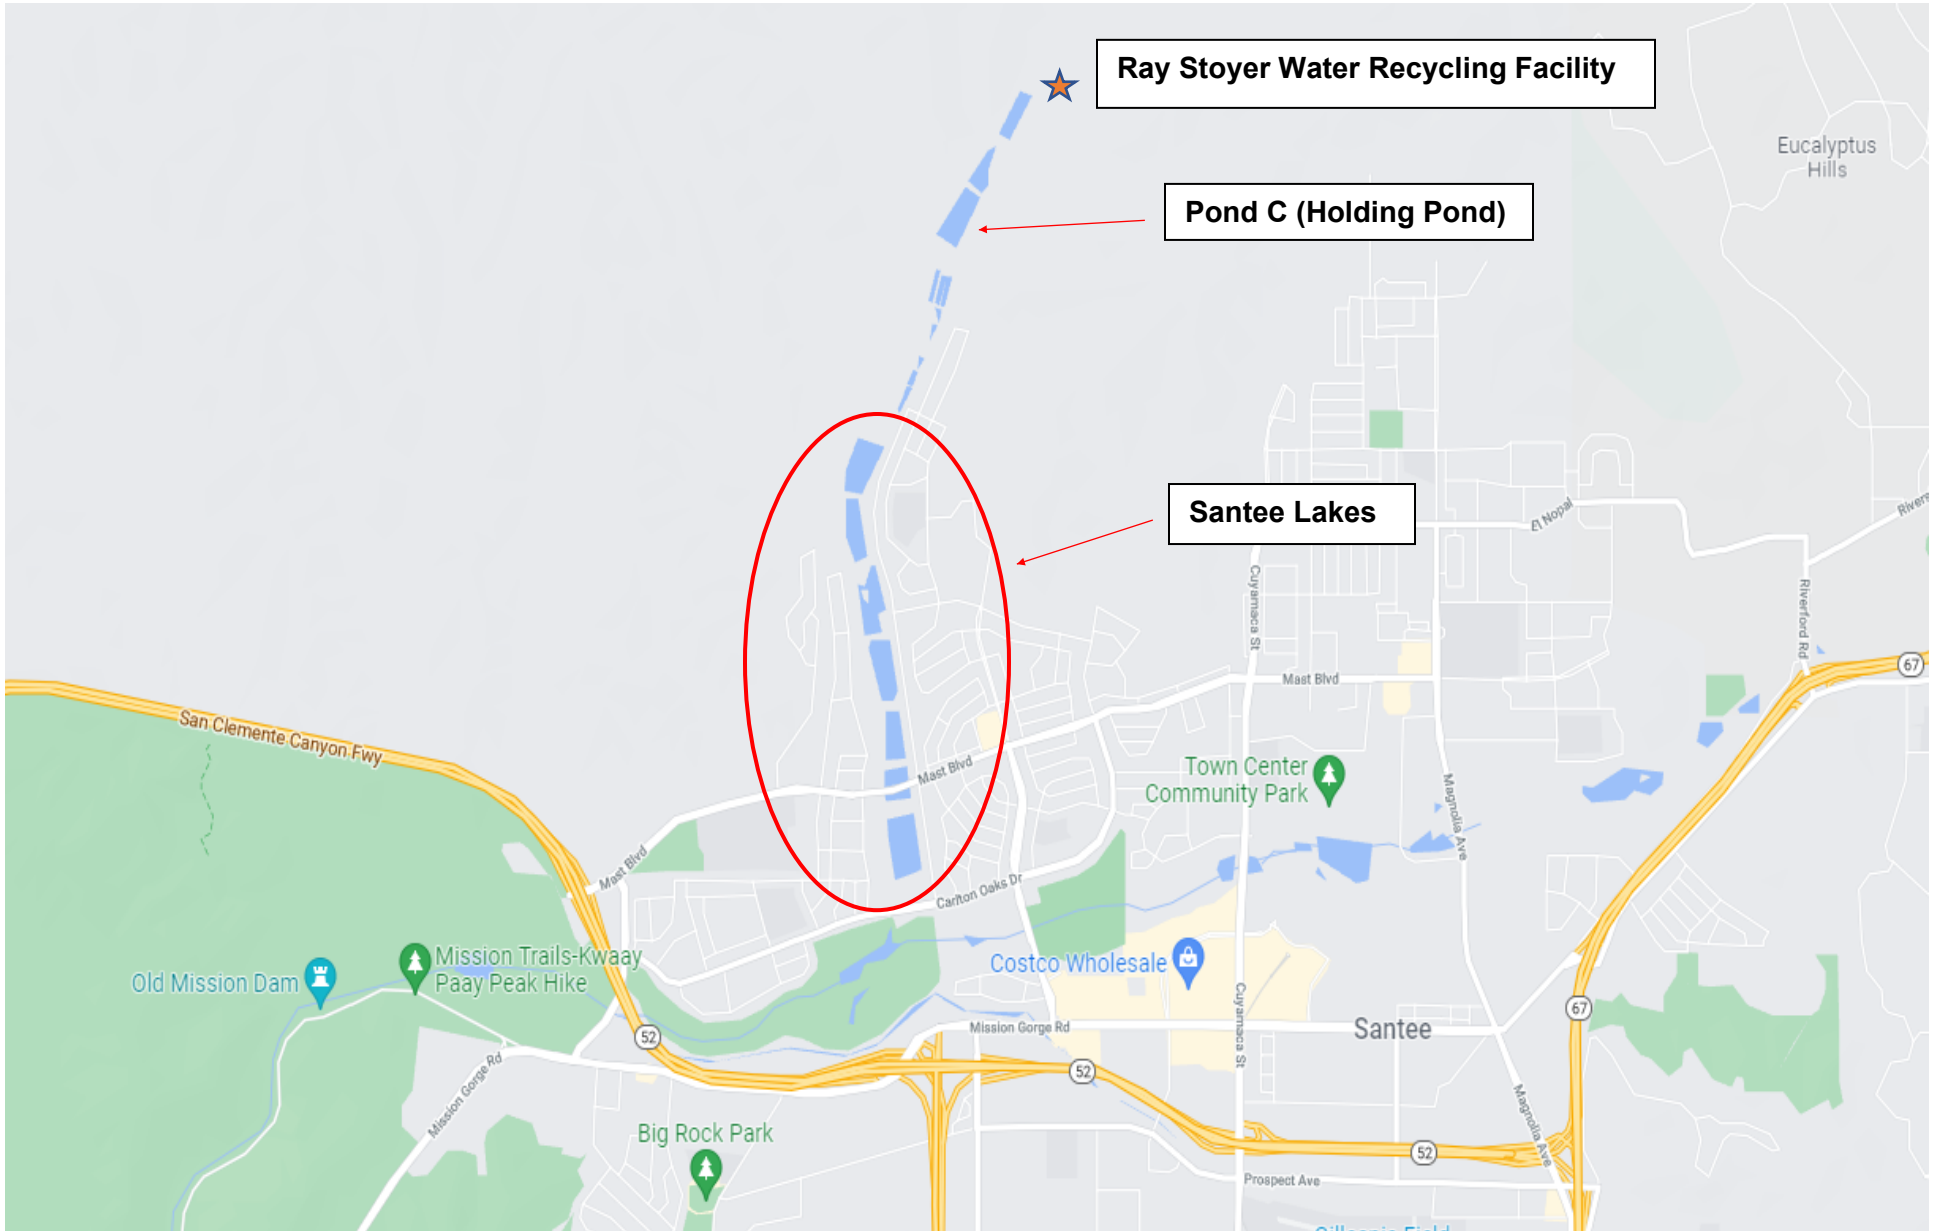 Ray Stoyer Water Recycling Facility
Eucalyptus
Hills
Pond C (Holding Pond)
Santee Lakes
El Nopal
Cuyamaca St
Riverford Rd
67
Mast Blvd
San Clemente Canyon Fwy
Mast Blvd
Town Center
Community Park
Magnolia Ave
Mast Blvd
Carlton Oaks Dr
Mission Trails-Kwaay
Paay Peak Hike
Old Mission Dam
Costco Wholesale
Cuyamaca St
67
52
Mission Gorge Rd
Santee
52
Mission Gorge Rd
Magnolia Ave
Big Rock Park
52
Prospect Ave